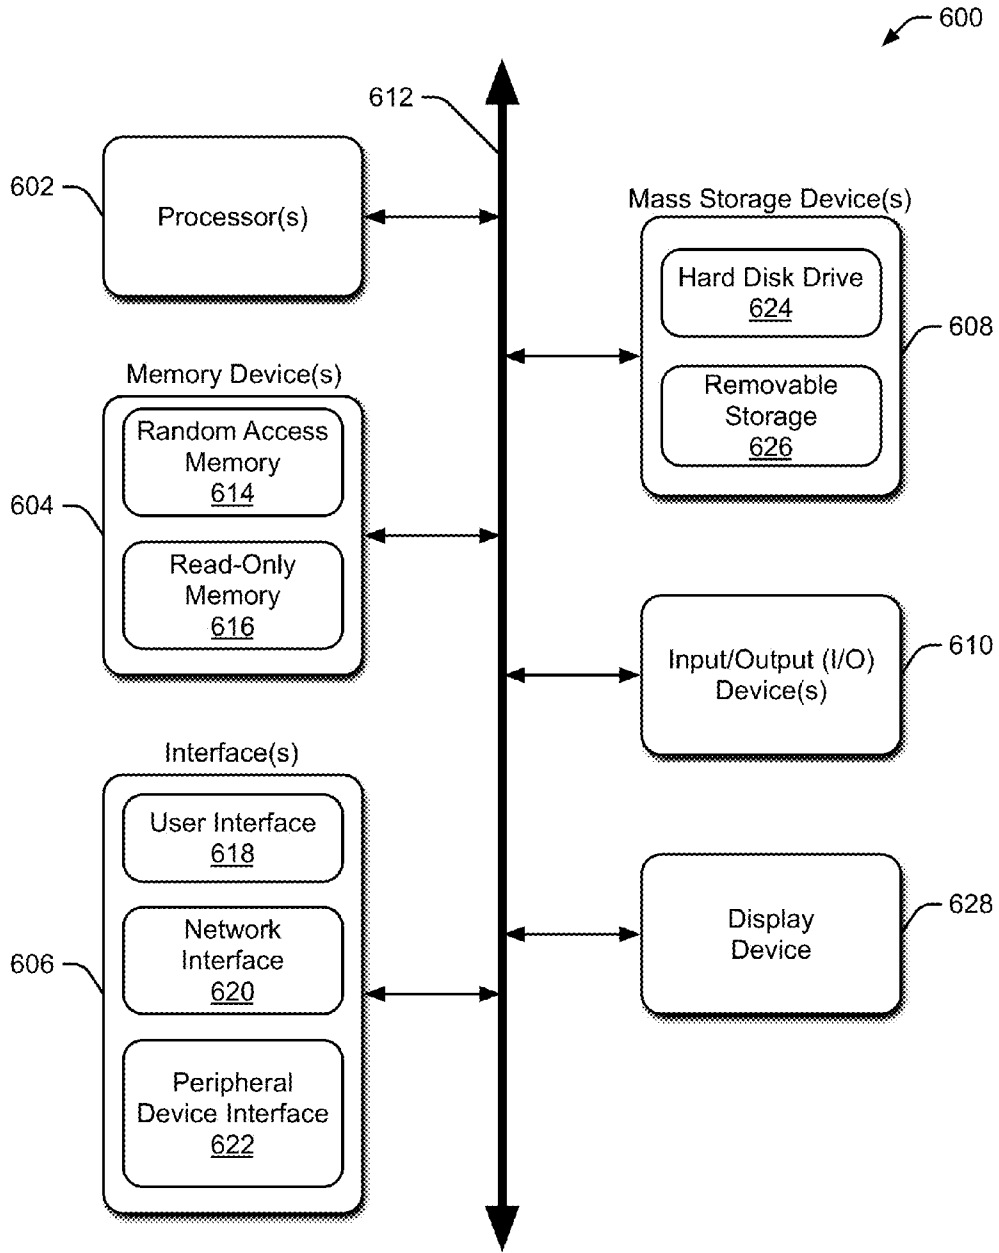 600
612
602
Processor(s)
Mass Storage Device(s)
Hard Disk Drive
624
608
Removable
Storage
626
Memory Device(s)
Random Access
Memory
614
604
Read-Only
Memory
616
Input/Output (I/O)
Device(s)
610
Interface(s)
User Interface
618
Network
Interface
620
606
Peripheral
Device Interface
622
Display
Device
628